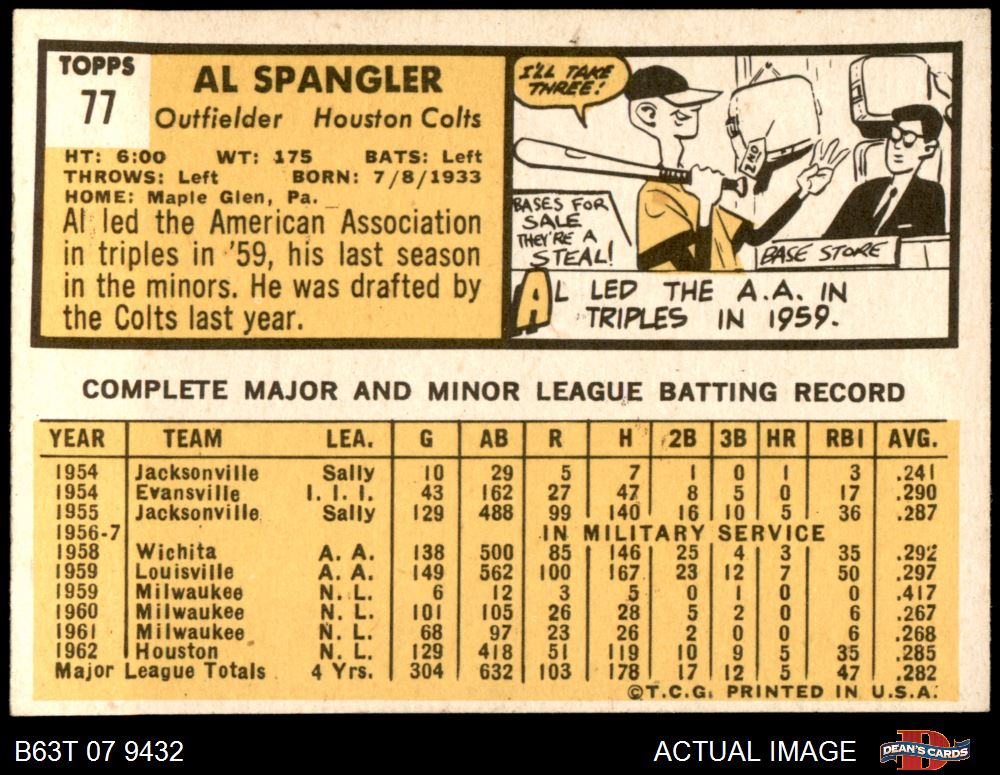 TOPPS
77
AL SPANGLER
Outfielder Houston Colts
HT: 6:00 WT: 175 BATS: Left
THROWS: Left BORN: 7/8/1933
HOME: Maple Glen, Pa.
Al led the American Association
in triples in '59, his last season
in the minors. He was drafted by
the Colts last year.
I'LL TAKE
THREE!
2ND
BASES FOR
SALE
THEY'RE A
STEAL!
BASE STORE
AL LED THE A.A. IN
TRIPLES IN 1959.
COMPLETE MAJOR AND MINOR LEAGUE BATTING RECORD
YEAR TEAM LEA. G AB R H 2B 3B HR RBI AVG.
1954 Jacksonville Sally 10 29 5 7 1 0 1 3 .241
1954 Evansville I. I. I. 43 162 27 47 8 5 0 17 .290
1955 Jacksonville Sally 129 488 99 140 16 10 5 36 .287
1956-7 IN MILITARY SERVICE
1958 Wichita A. A. 138 500 85 146 25 4 3 35 .292
1959 Louisville A. A. 149 562 100 167 23 12 7 50 .297
1959 Milwaukee N. L. 6 12 3 5 0 1 0 0 .417
1960 Milwaukee N. L. 101 105 26 28 5 2 0 6 .267
1961 Milwaukee N. L. 68 97 23 26 2 0 0 6 .268
1962 Houston N. L. 129 418 51 119 10 9 5 35 .285
Major League Totals 4 Yrs. 304 632 103 178 17 12 5 47 .282
©T.C.G. PRINTED IN U.S.A.
B63T 07 9432
ACTUAL IMAGE
DEAN'S CARDS